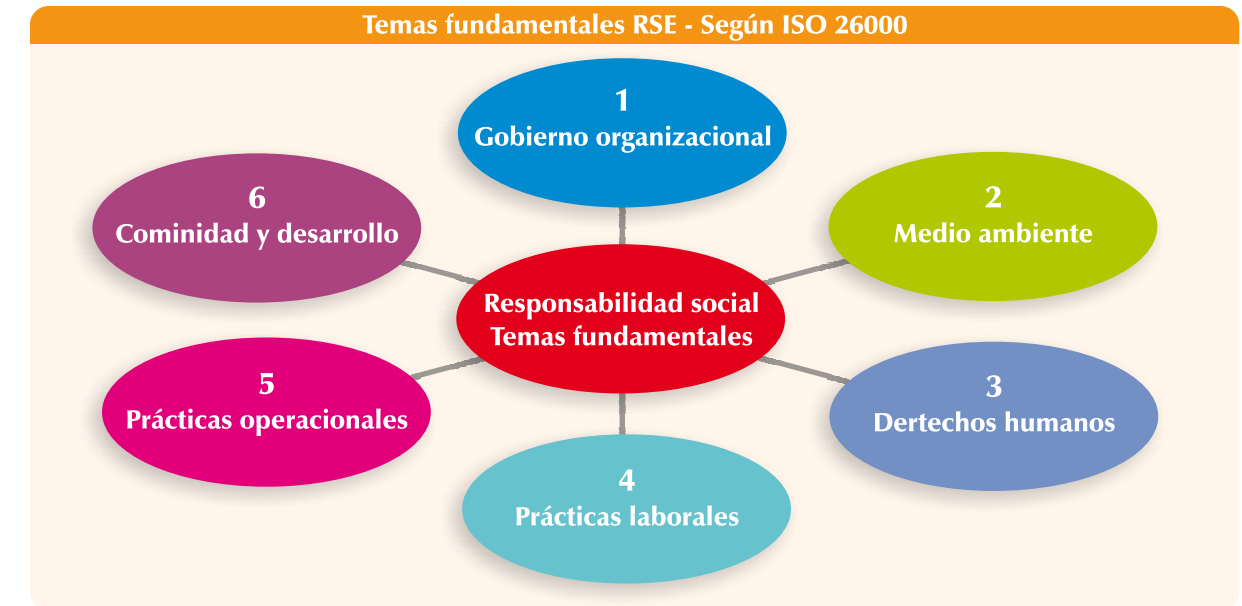 Temas fundamentales RSE - Según ISO 26000
1
Gobierno organizacional
2
Medio ambiente
3
Dertechos humanos
4
Prácticas laborales
5
Prácticas operacionales
6
Cominidad y desarrollo
Responsabilidad social
Temas fundamentales